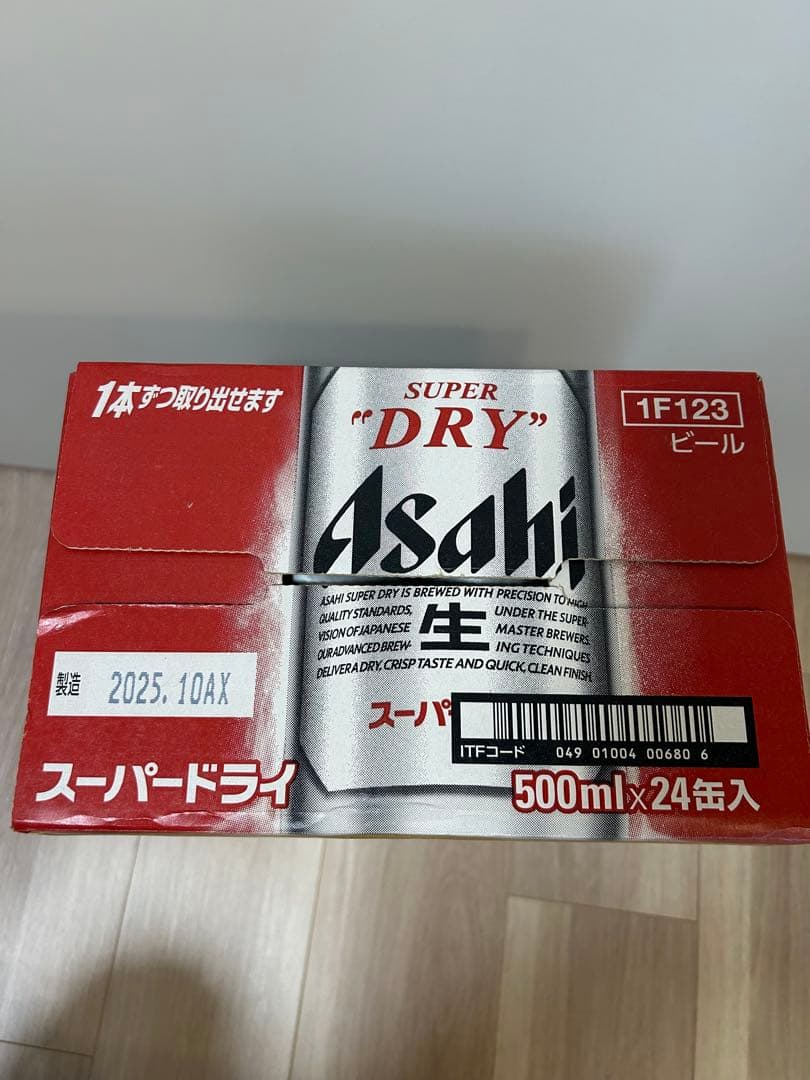 1本ずつ取り出せます
SUPER
"DRY"
1F123
ビール
Asahi
ASAHI SUPER DRY IS BREWED WITH PRECISION TO HIGH
QUALITY STANDARDS, UNDER THE SUPER-
VISION OF JAPANESE MASTER BREWERS.
OUR ADVANCED BREW- ING TECHNIQUES
生
DELIVER A DRY, CRISP TASTE AND QUICK, CLEAN FINISH.
製造 2025.10AX
スーパ
ITFコード 049 01004 00680 6
スーパードライ
500ml×24缶入